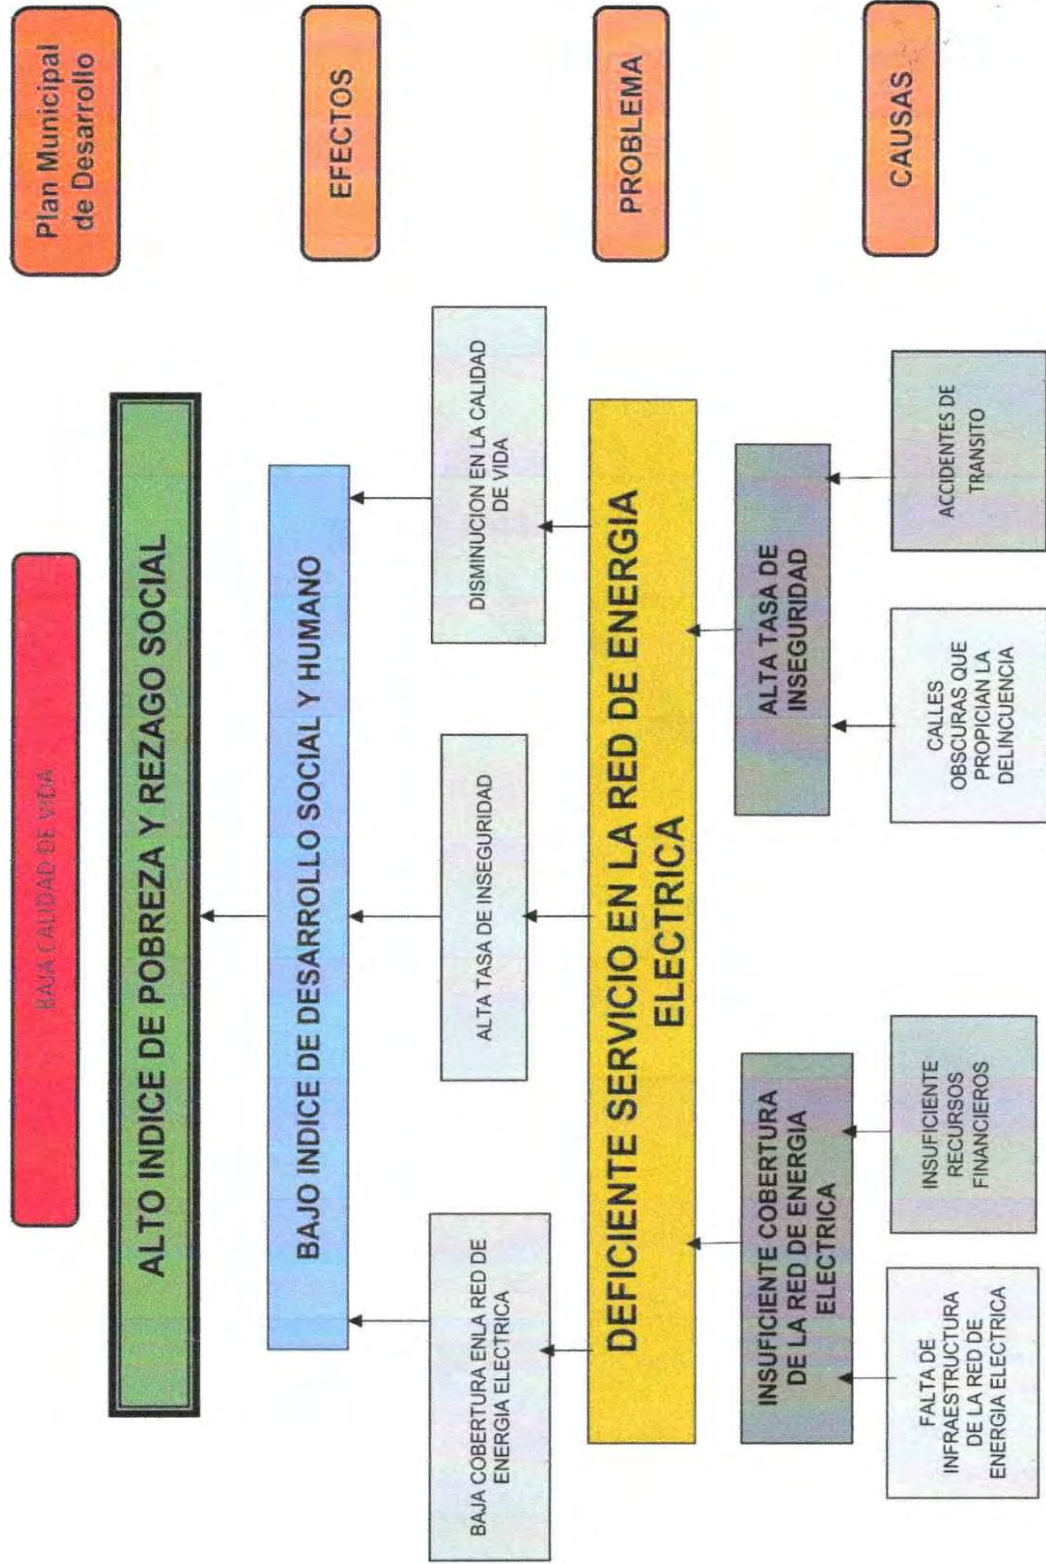 BAJA CALIDAD DE VIDA
Plan Municipal
de Desarrollo
ALTO INDICE DE POBREZA Y REZAGO SOCIAL
BAJO INDICE DE DESARROLLO SOCIAL Y HUMANO
EFECTOS
BAJA COBERTURA ENLA RED DE
ENERGIA ELECTRICA
ALTA TASA DE INSEGURIDAD
DISMINUCION EN LA CALIDAD
DE VIDA
DEFICIENTE SERVICIO EN LA RED DE ENERGIA
ELECTRICA
PROBLEMA
INSUFICIENTE COBERTURA
DE LA RED DE ENERGIA
ELECTRICA
ALTA TASA DE
INSEGURIDAD
FALTA DE
INFRAESTRUCTURA
DE LA RED DE
ENERGIA ELECTRICA
INSUFICIENTE
RECURSOS
FINANCIEROS
CALLES
OBSCURAS QUE
PROPICIAN LA
DELINCUENCIA
ACCIDENTES DE
TRANSITO
CAUSAS